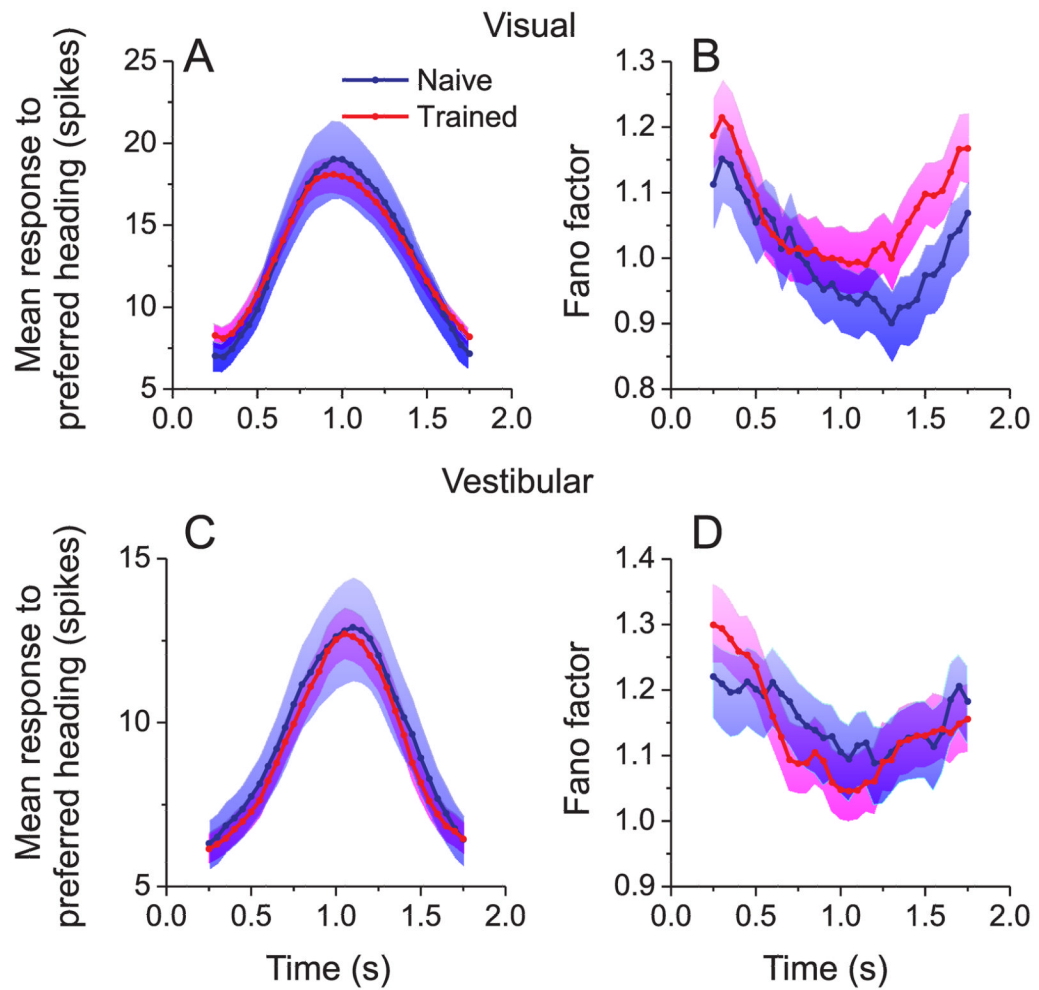 Visual
A
Mean response to
preferred heading (spikes)
25
20
15
10
5
0.0 0.5 1.0 1.5 2.0
Naive
Trained
B
Fano factor
1.3
1.2
1.1
1.0
0.9
0.8
0.0 0.5 1.0 1.5 2.0
Vestibular
C
Mean response to
preferred heading (spikes)
15
10
5
0.0 0.5 1.0 1.5 2.0
Time (s)
D
Fano factor
1.4
1.3
1.2
1.1
1.0
0.9
0.0 0.5 1.0 1.5 2.0
Time (s)